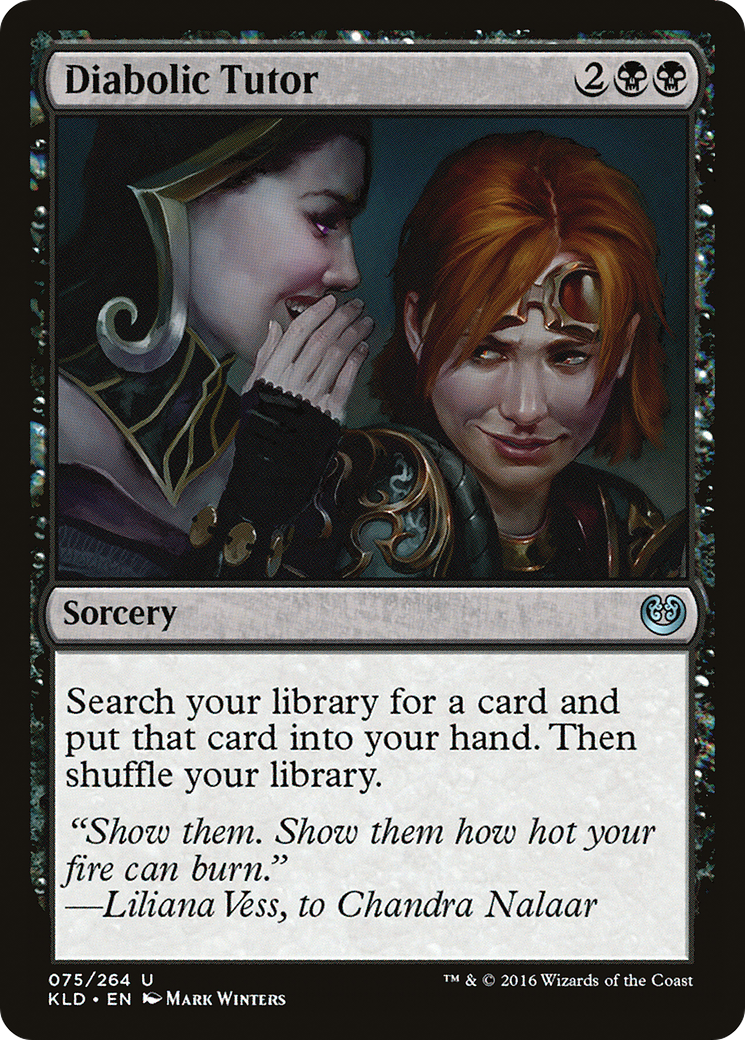 Diabolic Tutor 2
Sorcery
Search your library for a card and
put that card into your hand. Then
shuffle your library.
“Show them. Show them how hot your
fire can burn.”
—Liliana Vess, to Chandra Nalaar
075/264 U
™ & © 2016 Wizards of the Coast
KLD • EN Mark Winters